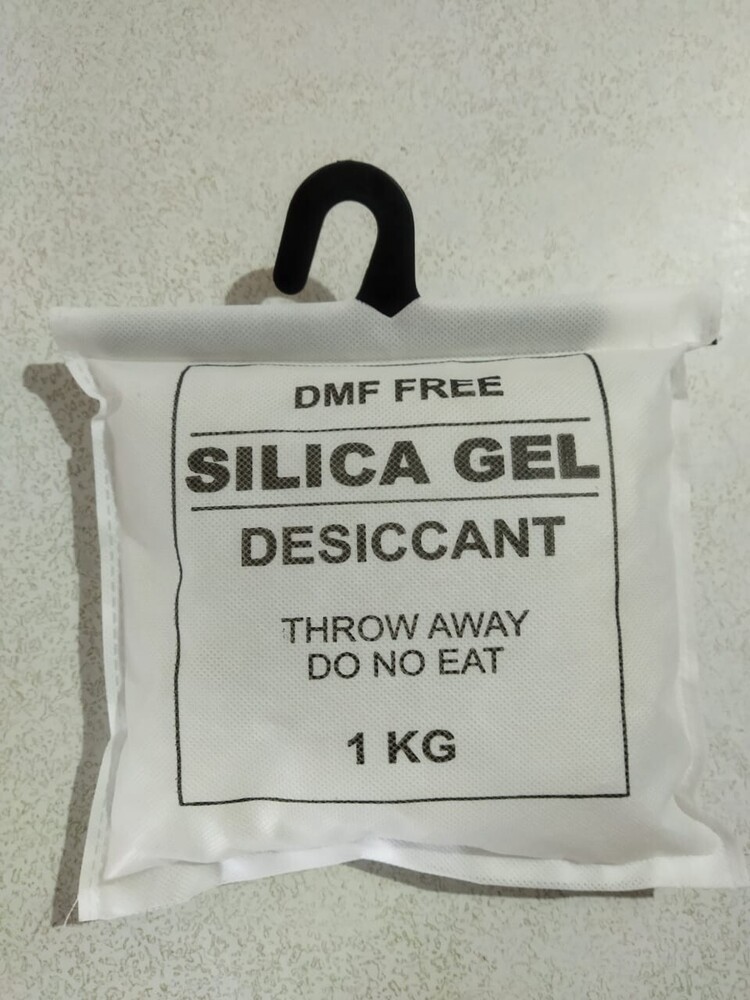 DMF FREE
SILICA GEL
DESICCANT
THROW AWAY
DO NO EAT
1 KG